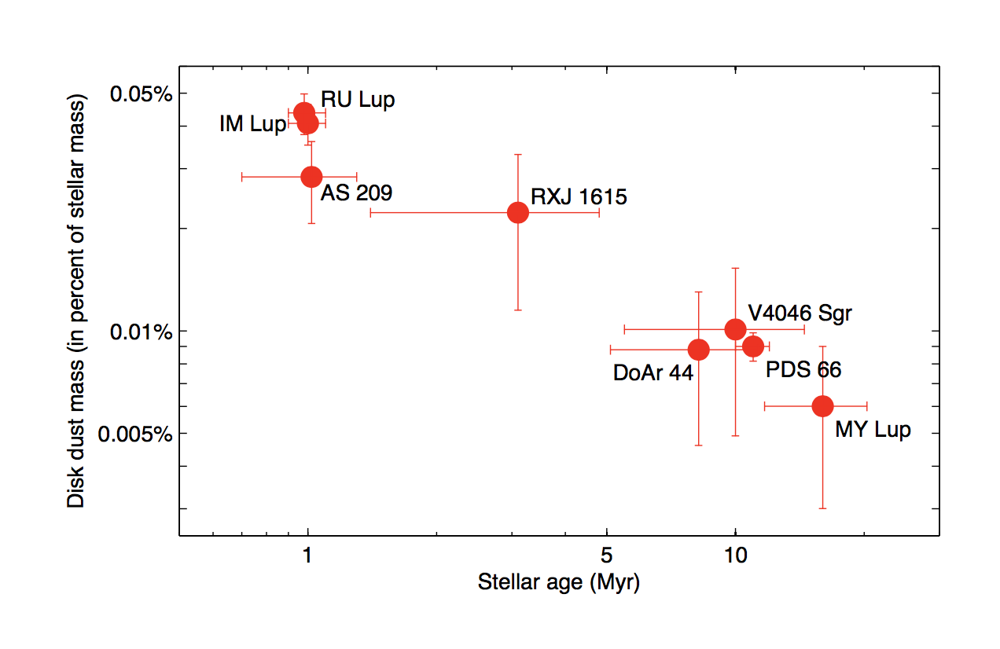 0.05%
RU Lup
IM Lup
AS 209
RXJ 1615
0.01%
V4046 Sgr
DoAr 44
PDS 66
0.005%
MY Lup
Disk dust mass (in percent of stellar mass)
1
5
10
Stellar age (Myr)